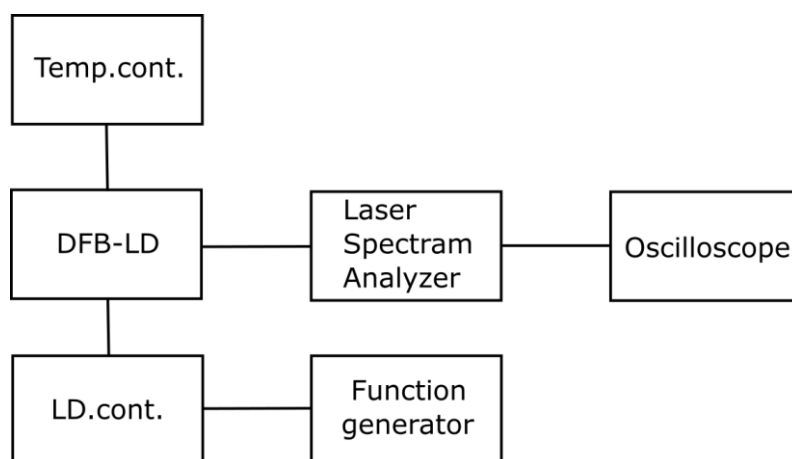 Temp.cont.
DFB-LD
Laser
Spectram
Analyzer
Oscilloscope
LD.cont.
Function
generator